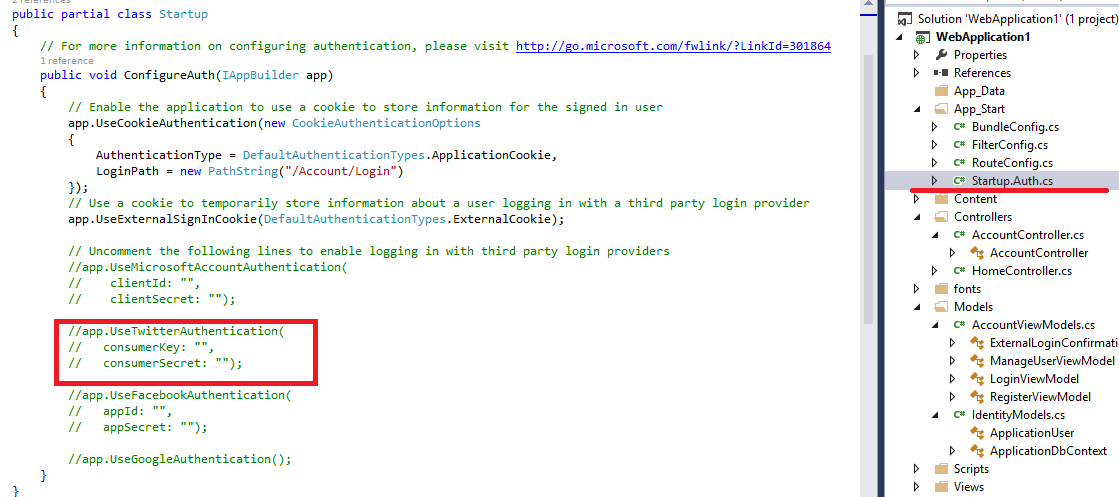 2 references
public partial class Startup
{
// For more information on configuring authentication, please visit http://go.microsoft.com/fwlink/?LinkId=301864
1 reference
public void ConfigureAuth(IAppBuilder app)
{
// Enable the application to use a cookie to store information for the signed in user
app.UseCookieAuthentication(new CookieAuthenticationOptions
{
AuthenticationType = DefaultAuthenticationTypes.ApplicationCookie,
LoginPath = new PathString("/Account/Login")
});
// Use a cookie to temporarily store information about a user logging in with a third party login provider
app.UseExternalSignInCookie(DefaultAuthenticationTypes.ExternalCookie);
// Uncomment the following lines to enable logging in with third party login providers
//app.UseMicrosoftAccountAuthentication(
//    clientId: "",
//    clientSecret: "");
//app.UseTwitterAuthentication(
//   consumerKey: "",
//   consumerSecret: "");
//app.UseFacebookAuthentication(
//   appId: "",
//   appSecret: "");
//app.UseGoogleAuthentication();
}
}
Solution 'WebApplication1' (1 project)
WebApplication1
Properties
References
App_Data
App_Start
C# BundleConfig.cs
C# FilterConfig.cs
C# RouteConfig.cs
C# Startup.Auth.cs
Content
Controllers
C# AccountController.cs
AccountController
C# HomeController.cs
fonts
Models
C# AccountViewModels.cs
ExternalLoginConfirmati
ManageUserViewModel
LoginViewModel
RegisterViewModel
C# IdentityModels.cs
ApplicationUser
ApplicationDbContext
Scripts
Views